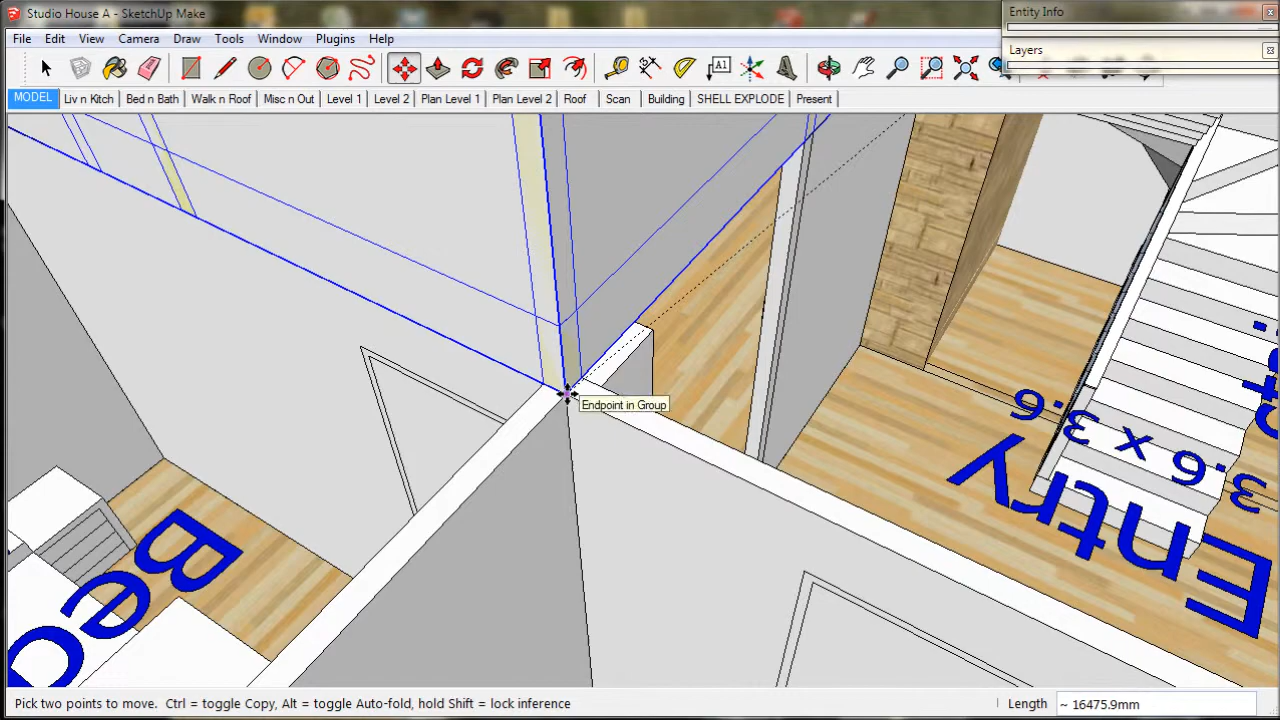 Studio House A - SketchUp Make
Entity Info
File Edit View Camera Draw Tools Window Plugins Help
Layers
A1
MODEL Liv n Kitch Bed n Bath Walk n Roof Misc n Out Level 1 Level 2 Plan Level 1 Plan Level 2 Roof Scan Building SHELL EXPLODE Present
Endpoint in Group
3.6 x 3.6
Entry
Bed
Pick two points to move. Ctrl = toggle Copy, Alt = toggle Auto-fold, hold Shift = lock inference
Length ~ 16475.9mm